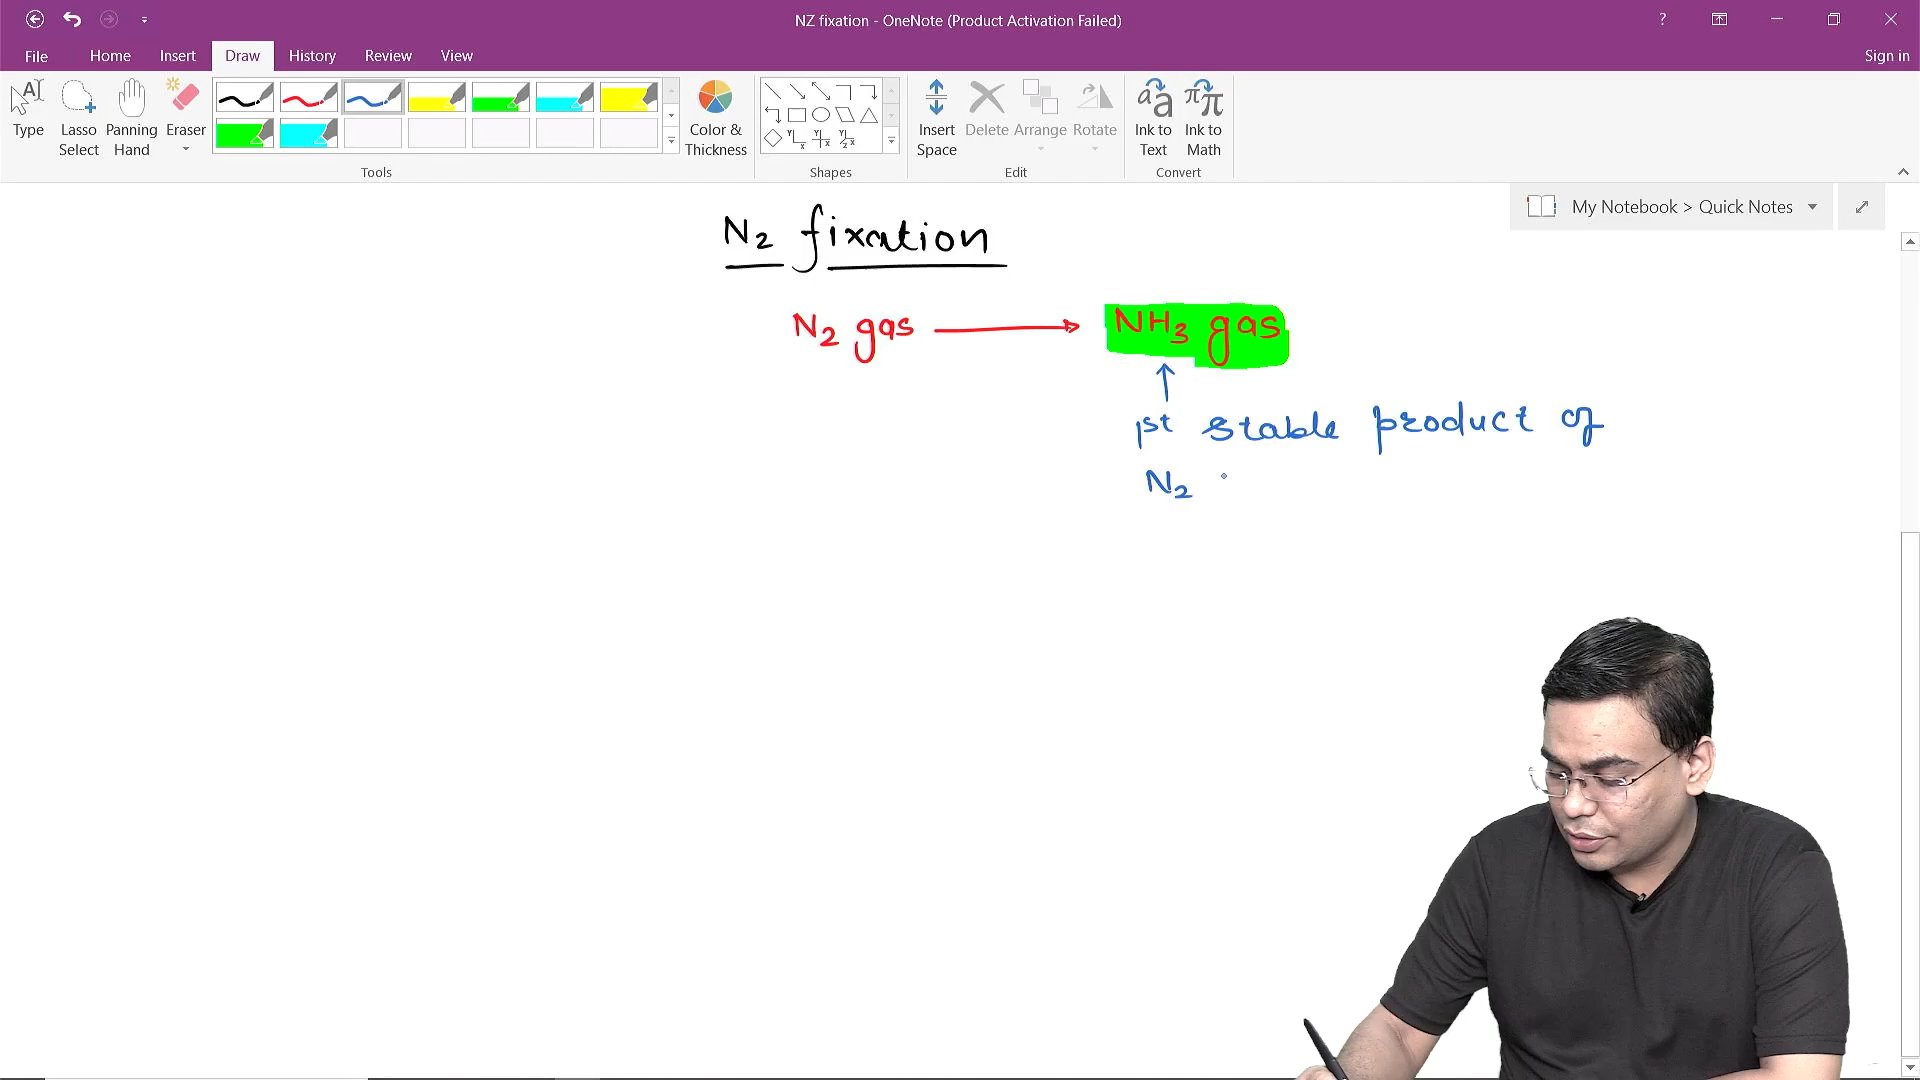 NZ fixation - OneNote (Product Activation Failed)
?
File Home Insert Draw History Review View
Sign in
Type
Lasso Select
Panning Hand
Eraser
Color & Thickness
Insert Space
Delete
Arrange
Rotate
Ink to Text
Ink to Math
Tools
Shapes
Edit
Convert
My Notebook > Quick Notes
N2 fixation
N2 gas → NH3 gas
↑
1st stable product of
N2